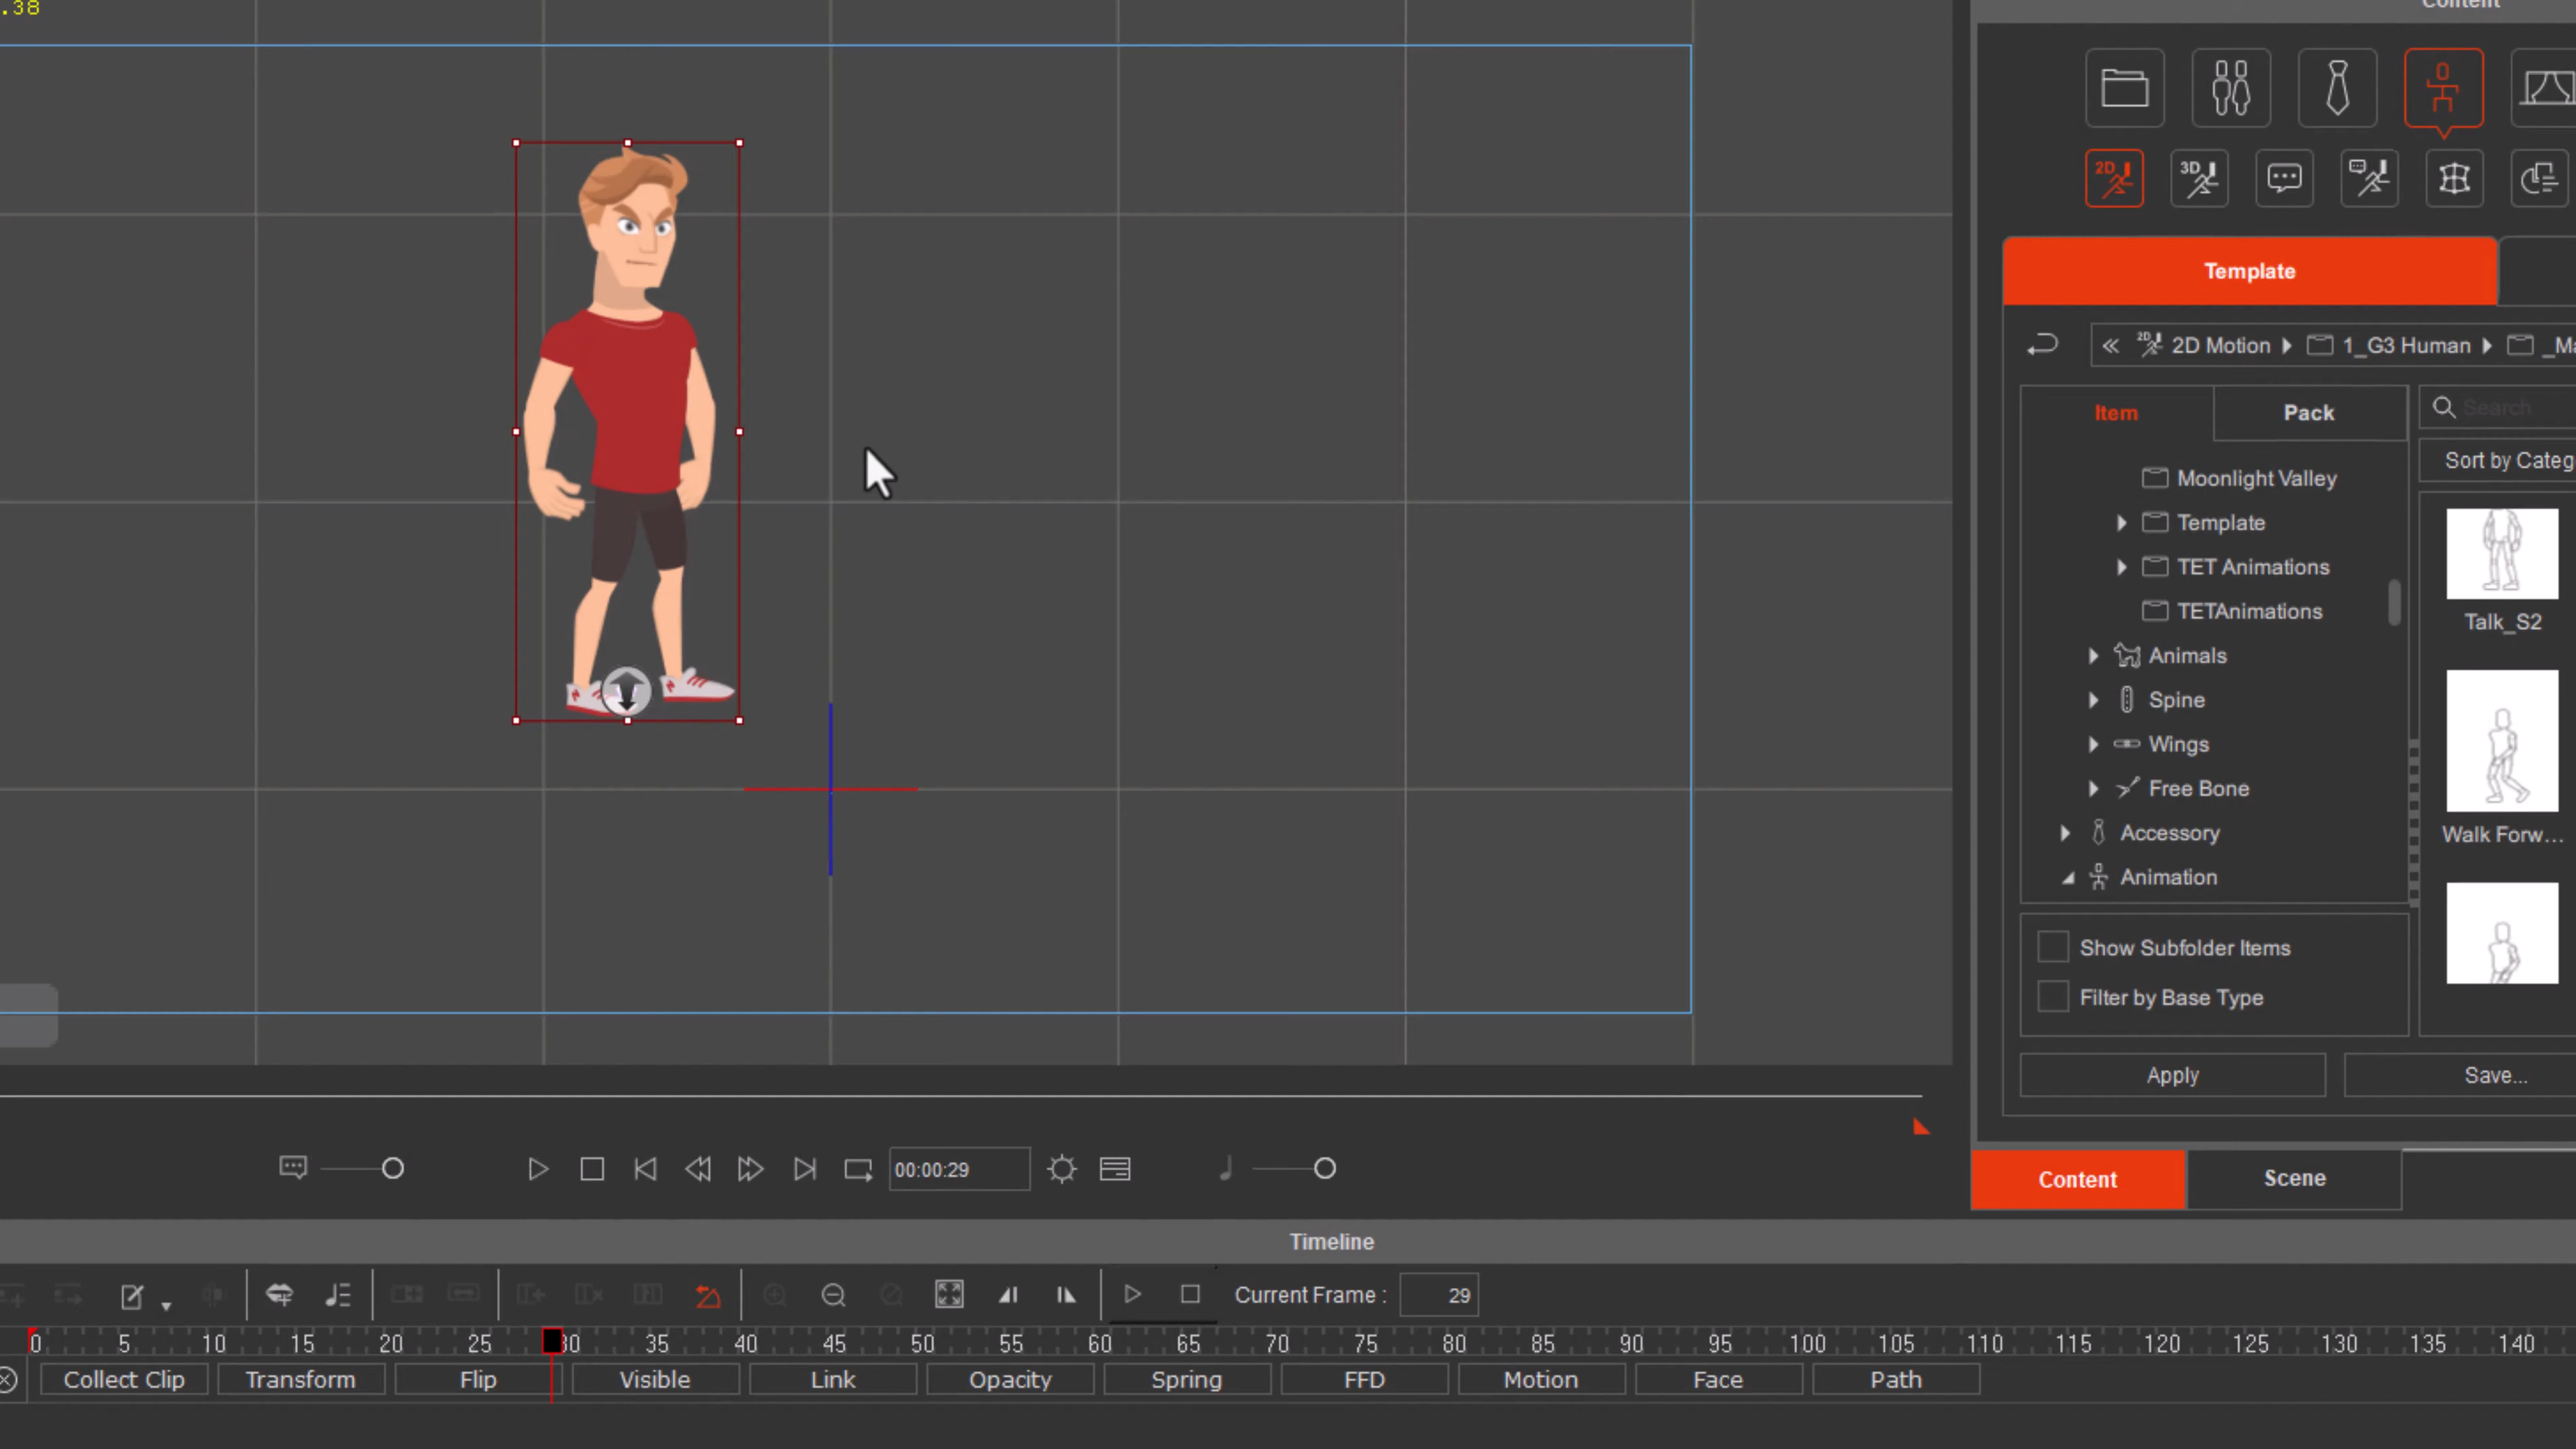 .38
Content
2D
3D
Template
2D Motion
1_G3 Human
_Ma
Item
Pack
Search
Sort by Categ
Moonlight Valley
Template
TET Animations
TETAnimations
Talk_S2
Animals
Spine
Wings
Free Bone
Walk Forw...
Accessory
Animation
Show Subfolder Items
Filter by Base Type
Apply
Save...
00:00:29
Content
Scene
Timeline
Current Frame :
29
0 5 10 15 20 25 30 35 40 45 50 55 60 65 70 75 80 85 90 95 100 105 110 115 120 125 130 135 140
Collect Clip Transform Flip Visible Link Opacity Spring FFD Motion Face Path